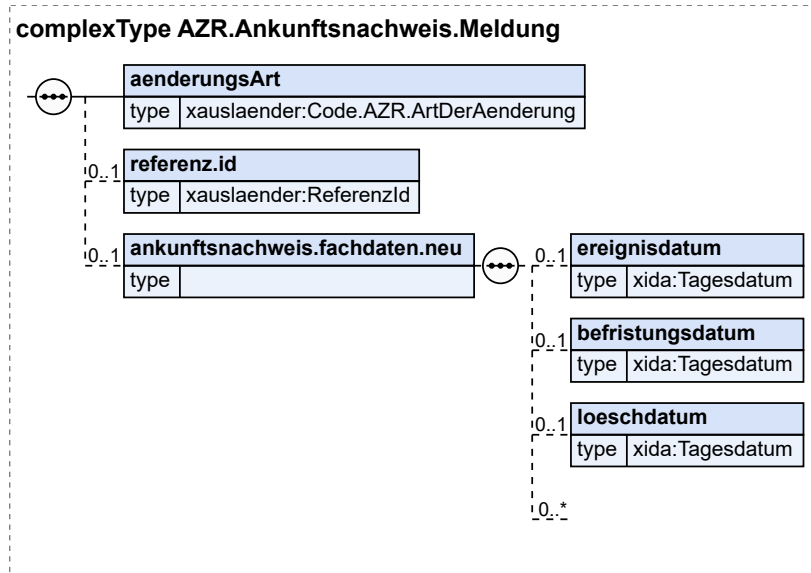 complexType AZR.Ankunftsnachweis.Meldung
aenderungsArt
type xauslaender:Code.AZR.ArtDerAenderung
0..1 referenz.id
type xauslaender:ReferenzId
0..1 ankunftsnachweis.fachdaten.neu
type
0..1 ereignisdatum
type xida:Tagesdatum
0..1 befristungsdatum
type xida:Tagesdatum
0..1 loeschdatum
type xida:Tagesdatum
0..*